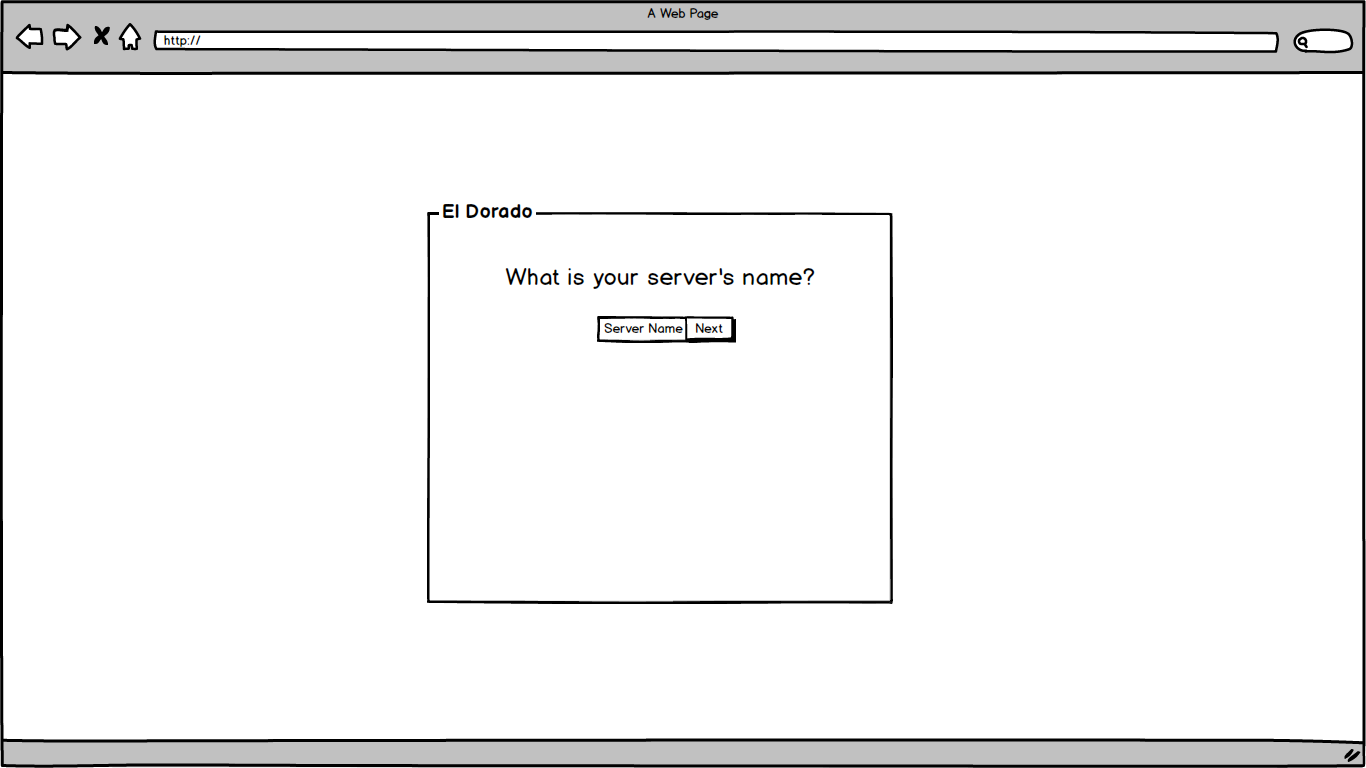 A Web Page
http://
El Dorado
What is your server's name?
Server Name Next